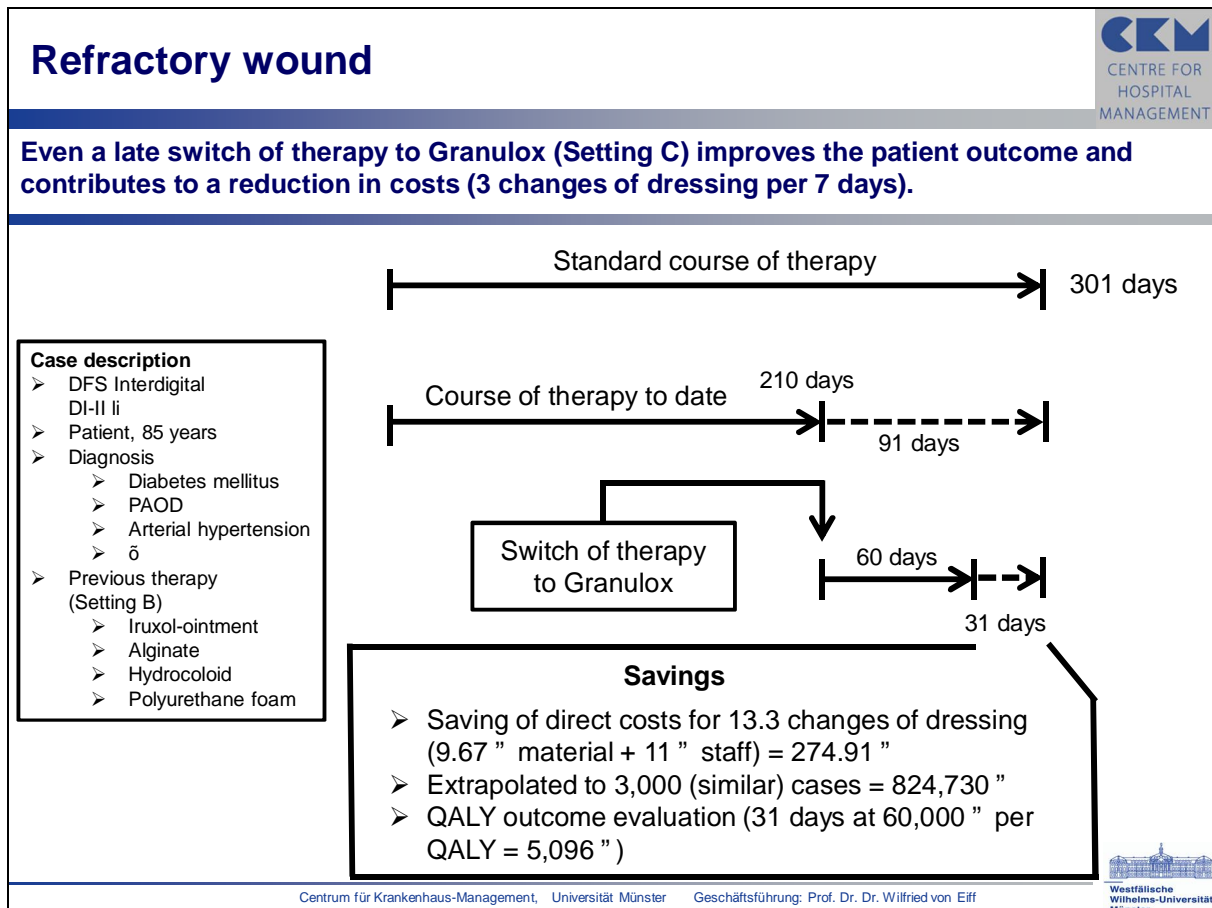 Refractory wound
CKM
CENTRE FOR
HOSPITAL
MANAGEMENT
Even a late switch of therapy to Granulox (Setting C) improves the patient outcome and
contributes to a reduction in costs (3 changes of dressing per 7 days).
Standard course of therapy
301 days
Case description
➢ DFS Interdigital
DI-II li
➢ Patient, 85 years
➢ Diagnosis
➢ Diabetes mellitus
➢ PAOD
➢ Arterial hypertension
➢ õ
➢ Previous therapy
(Setting B)
➢ Iruxol-ointment
➢ Alginate
➢ Hydrocoloid
➢ Polyurethane foam
210 days
Course of therapy to date
91 days
Switch of therapy
to Granulox
60 days
31 days
Savings
➢ Saving of direct costs for 13.3 changes of dressing
(9.67 ” material + 11 ” staff) = 274.91 ”
➢ Extrapolated to 3,000 (similar) cases = 824,730 ”
➢ QALY outcome evaluation (31 days at 60,000 ” per
QALY = 5,096 ” )
Centrum für Krankenhaus-Management, Universität Münster Geschäftsführung: Prof. Dr. Dr. Wilfried von Eiff
Westfälische
Wilhelms-Universität